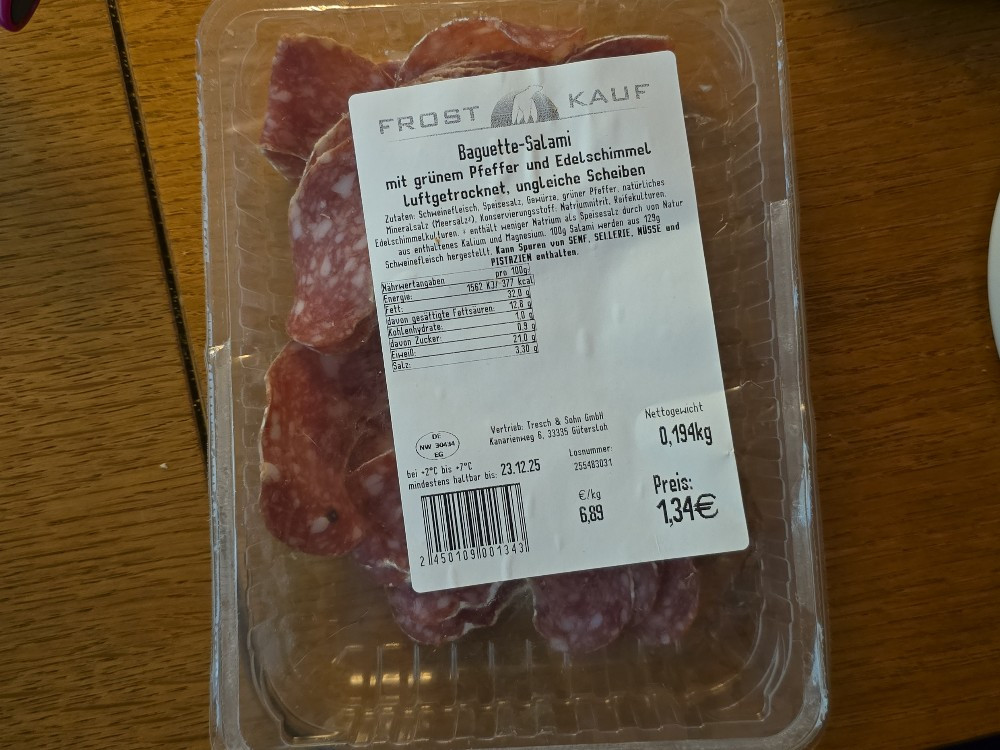 FROST KAUF
Baguette-Salami
mit grünem Pfeffer und Edelschimmel
Luftgetrocknet, ungleiche Scheiben
Zutaten: Schweinefleisch, Speisesalz, Gewürze, grüner Pfeffer, natürliches
Mineralsalz (Meersalz²), Konservierungsstoff: Natriumnitrit, Reifekulturen,
Edelschimmelkulturen. ² enthält weniger Natrium als Speisesalz durch von Natur
aus enthaltenes Kalium und Magnesium. 100g Salami werden aus 129g
Schweinefleisch hergestellt. Kann Spuren von SENF, SELLERIE, NÜSSE und
PISTAZIEN enthalten.
Nährwertangaben pro 100g
Energie: 1562 KJ/ 377 kcal
Fett: 32,0 g
davon gesättigte Fettsäuren: 12,8 g
Kohlenhydrate: 1,0 g
davon Zucker: 0,9 g
Eiweiß: 21,0 g
Salz: 3,30 g
DE
NW 30434
EG
Vertrieb: Tresch & Sohn GmbH
Kanarienweg 6, 33335 Gütersloh
Nettogewicht
0,194kg
bei +2°C bis +7°C
mindestens haltbar bis: 23.12.25
Losnummer:
255483031
€/kg
6,89
Preis:
1,34€
2 450109 001343